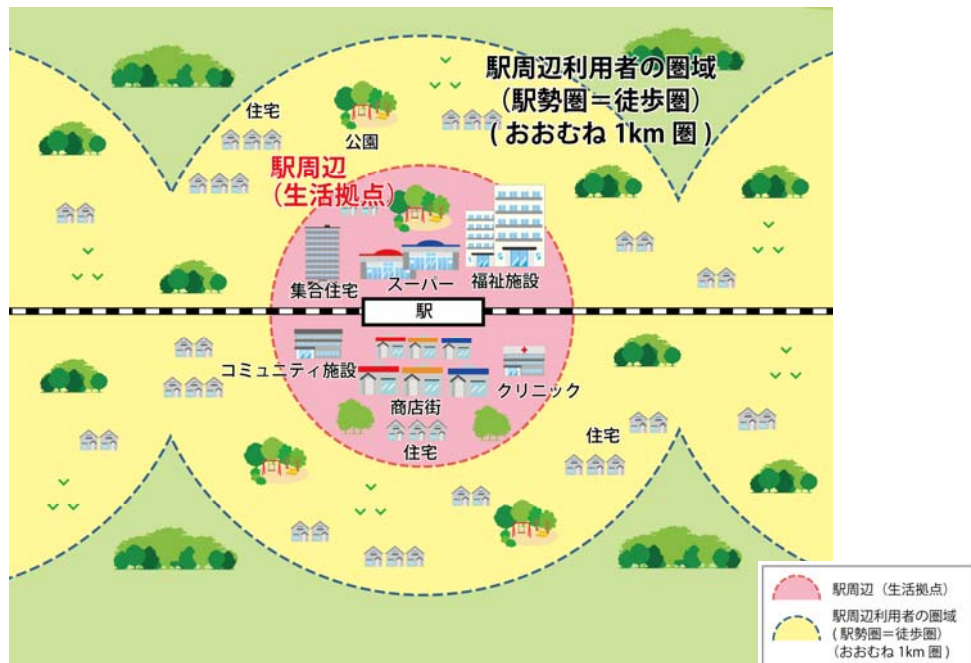 駅周辺利用者の圏域
（駅勢圏＝徒歩圏）
( おおむね 1km 圏 )
住宅
公園
駅周辺
（生活拠点）
集合住宅
スーパー
福祉施設
駅
コミュニティ施設
クリニック
商店街
住宅
住宅
駅周辺（生活拠点）
駅周辺利用者の圏域
( 駅勢圏＝徒歩圏）
（おおむね 1km 圏 )